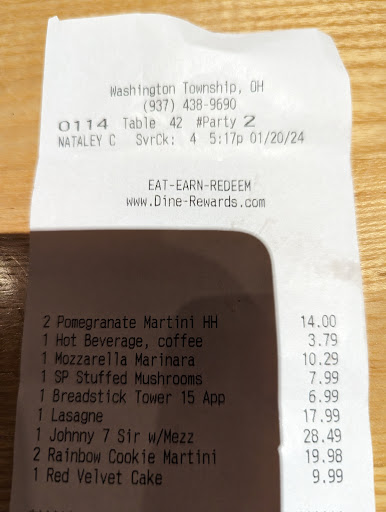 Washington Township, OH
(937) 438-9690
0114 Table 42 #Party 2
NATALEY C SvrCk: 4 5:17p 01/20/24
EAT-EARN-REDEEM
www.Dine-Rewards.com
2 Pomegranate Martini HH 14.00
1 Hot Beverage, coffee 3.79
1 Mozzarella Marinara 10.29
1 SP Stuffed Mushrooms 7.99
1 Breadstick Tower 15 App 6.99
1 Lasagne 17.99
1 Johnny 7 Sir w/Mezz 28.49
2 Rainbow Cookie Martini 19.98
1 Red Velvet Cake 9.99